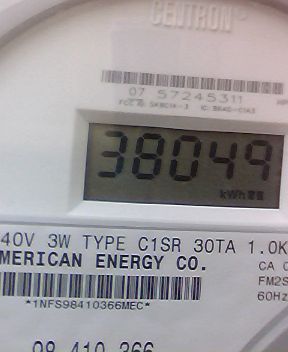 CENTRON®
07 57245311
38049
kWh
40V 3W TYPE C1SR 30TA 1.0K
MERICAN ENERGY CO.
CA 0
FM2S
60Hz
*1NFS98410366MEC*
98 410 366